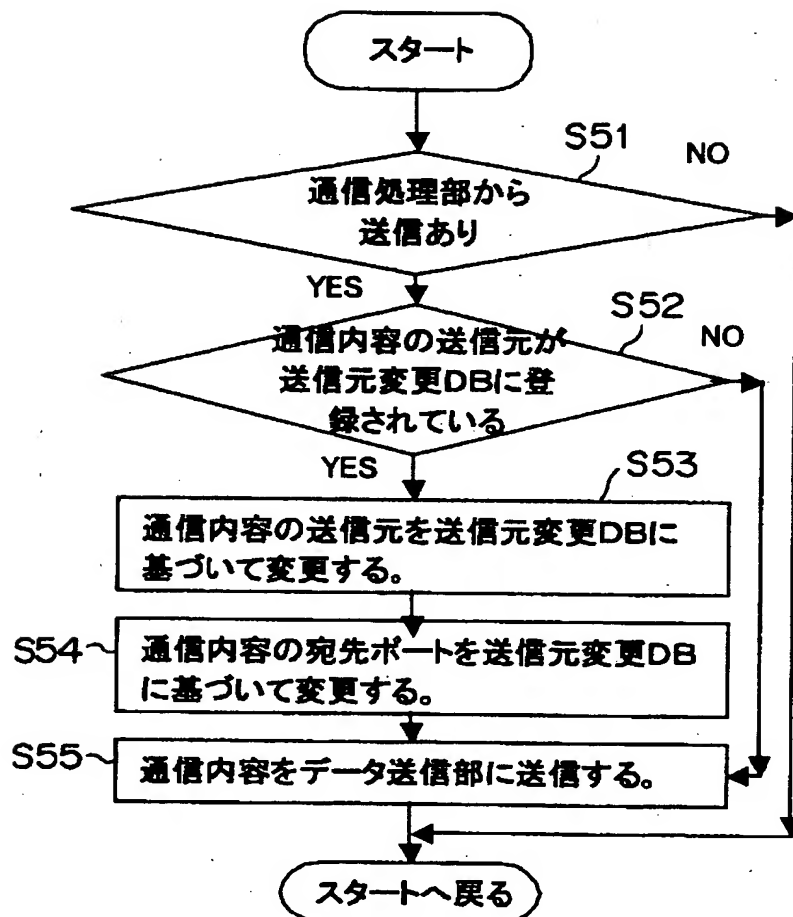 スタート
S51
NO
通信処理部から
送信あり
YES
S52
NO
通信内容の送信元が
送信元変更DBに登
録されている
YES
S53
通信内容の送信元を送信元変更DBに
基づいて変更する。
S54
通信内容の宛先ポートを送信元変更DB
に基づいて変更する。
S55
通信内容をデータ送信部に送信する。
スタートへ戻る